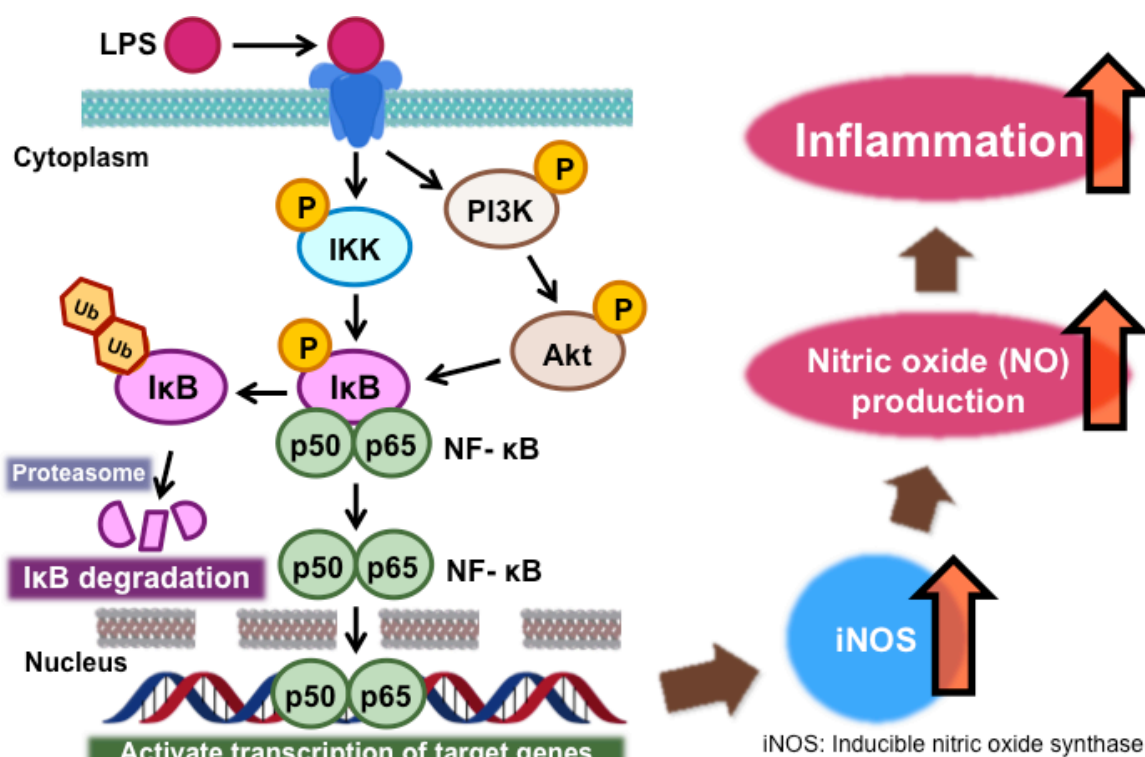 LPS
Cytoplasm
P
PI3K
P
IKK
P
Akt
Ub
Ub
IκB
P
IκB
p50
p65
NF- κB
Proteasome
IκB degradation
p50
p65
NF- κB
Nucleus
p50
p65
Activate transcription of target genes
Inflammation
Nitric oxide (NO)
production
iNOS
iNOS: Inducible nitric oxide synthase